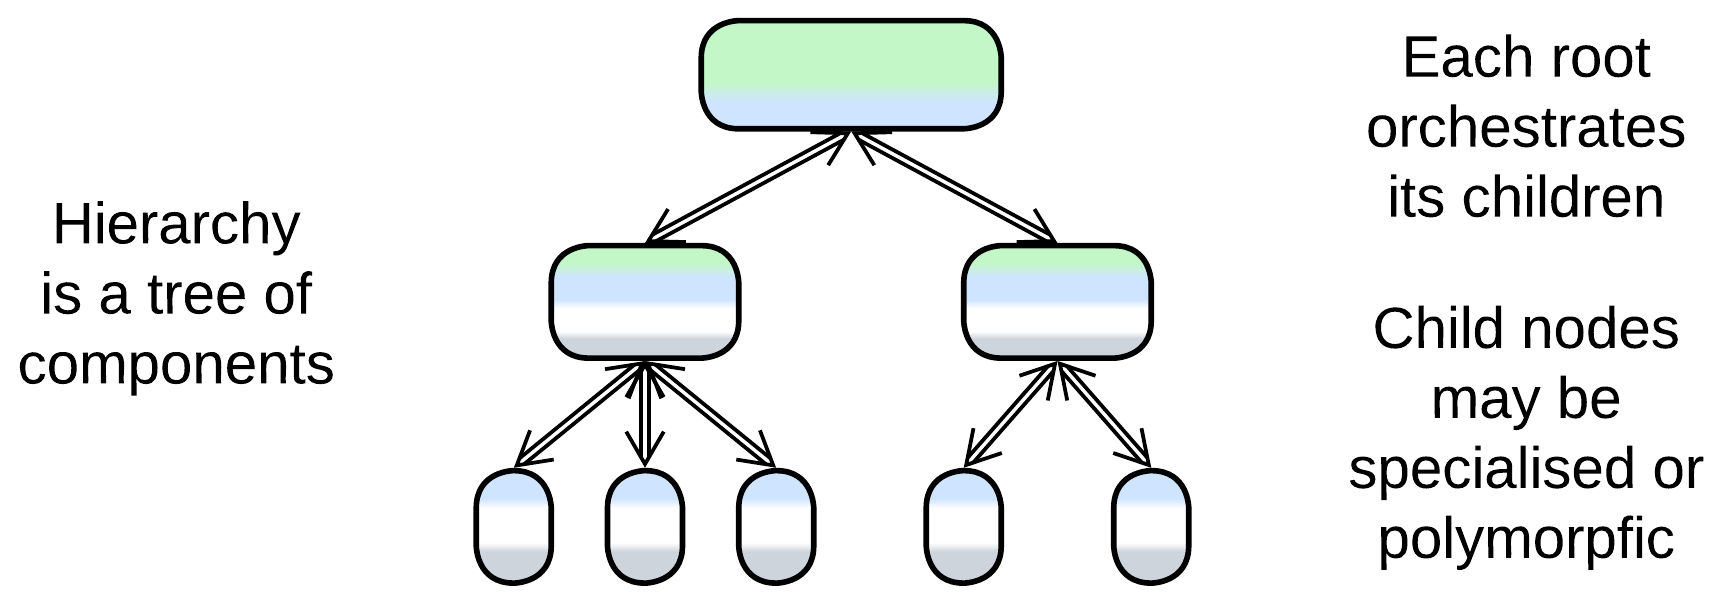 Hierarchy
is a tree of
components
Each root
orchestrates
its children
Child nodes
may be
specialised or
polymorpfic